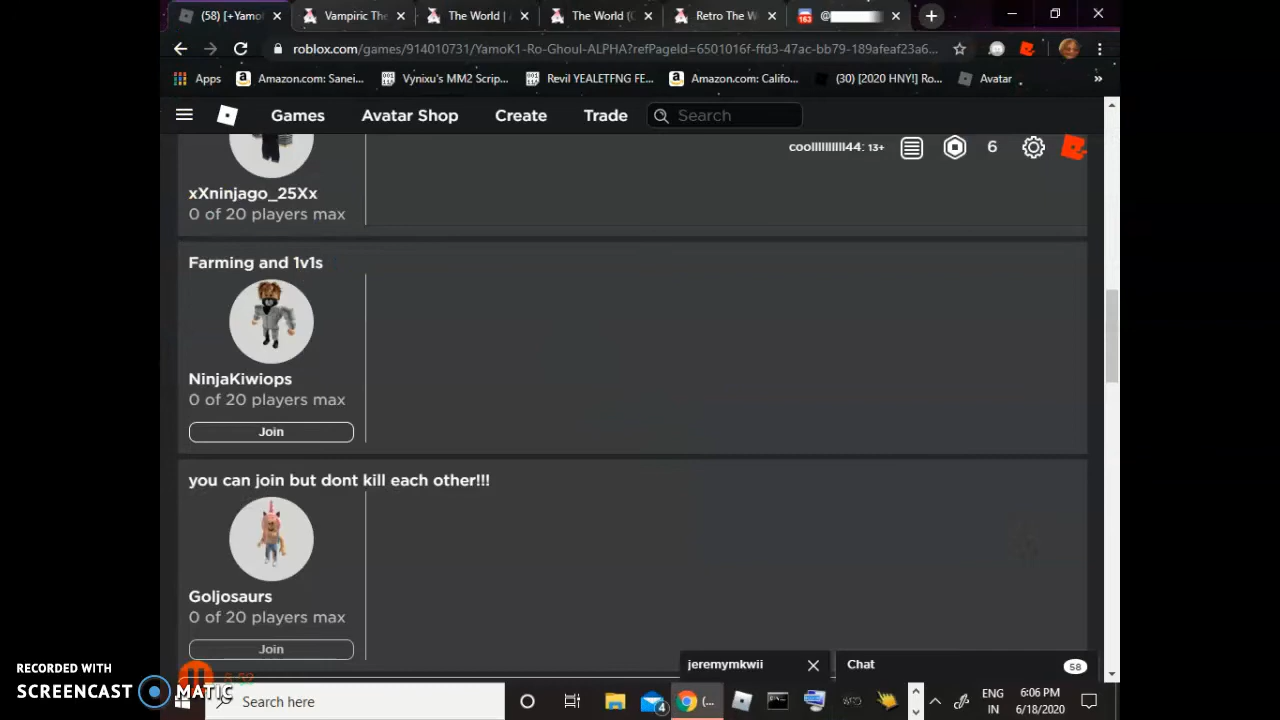 (58) [+Yamo
Vampiric The
The World |
The World (
Retro The W
163 @
roblox.com/games/914010731/YamoK1-Ro-Ghoul-ALPHA?refPageId=6501016f-ffd3-47ac-bb79-189afeaf23a6...
Apps
Amazon.com: Sanei...
Vynixu's MM2 Scrip...
Revil YEALETFNG FE...
Amazon.com: Califo...
(30) [2020 HNY!] Ro...
Avatar
»
Games
Avatar Shop
Create
Trade
Search
6
xXninjago_25Xx
0 of 20 players max
Farming and 1v1s
NinjaKiwiops
0 of 20 players max
Join
you can join but dont kill each other!!!
Goljosaurs
0 of 20 players max
Join
jeremymkwii
Chat
58
RECORDED WITH
SCREENCAST MATIC
Search here
4
(...
ENG
IN
6:06 PM
6/18/2020